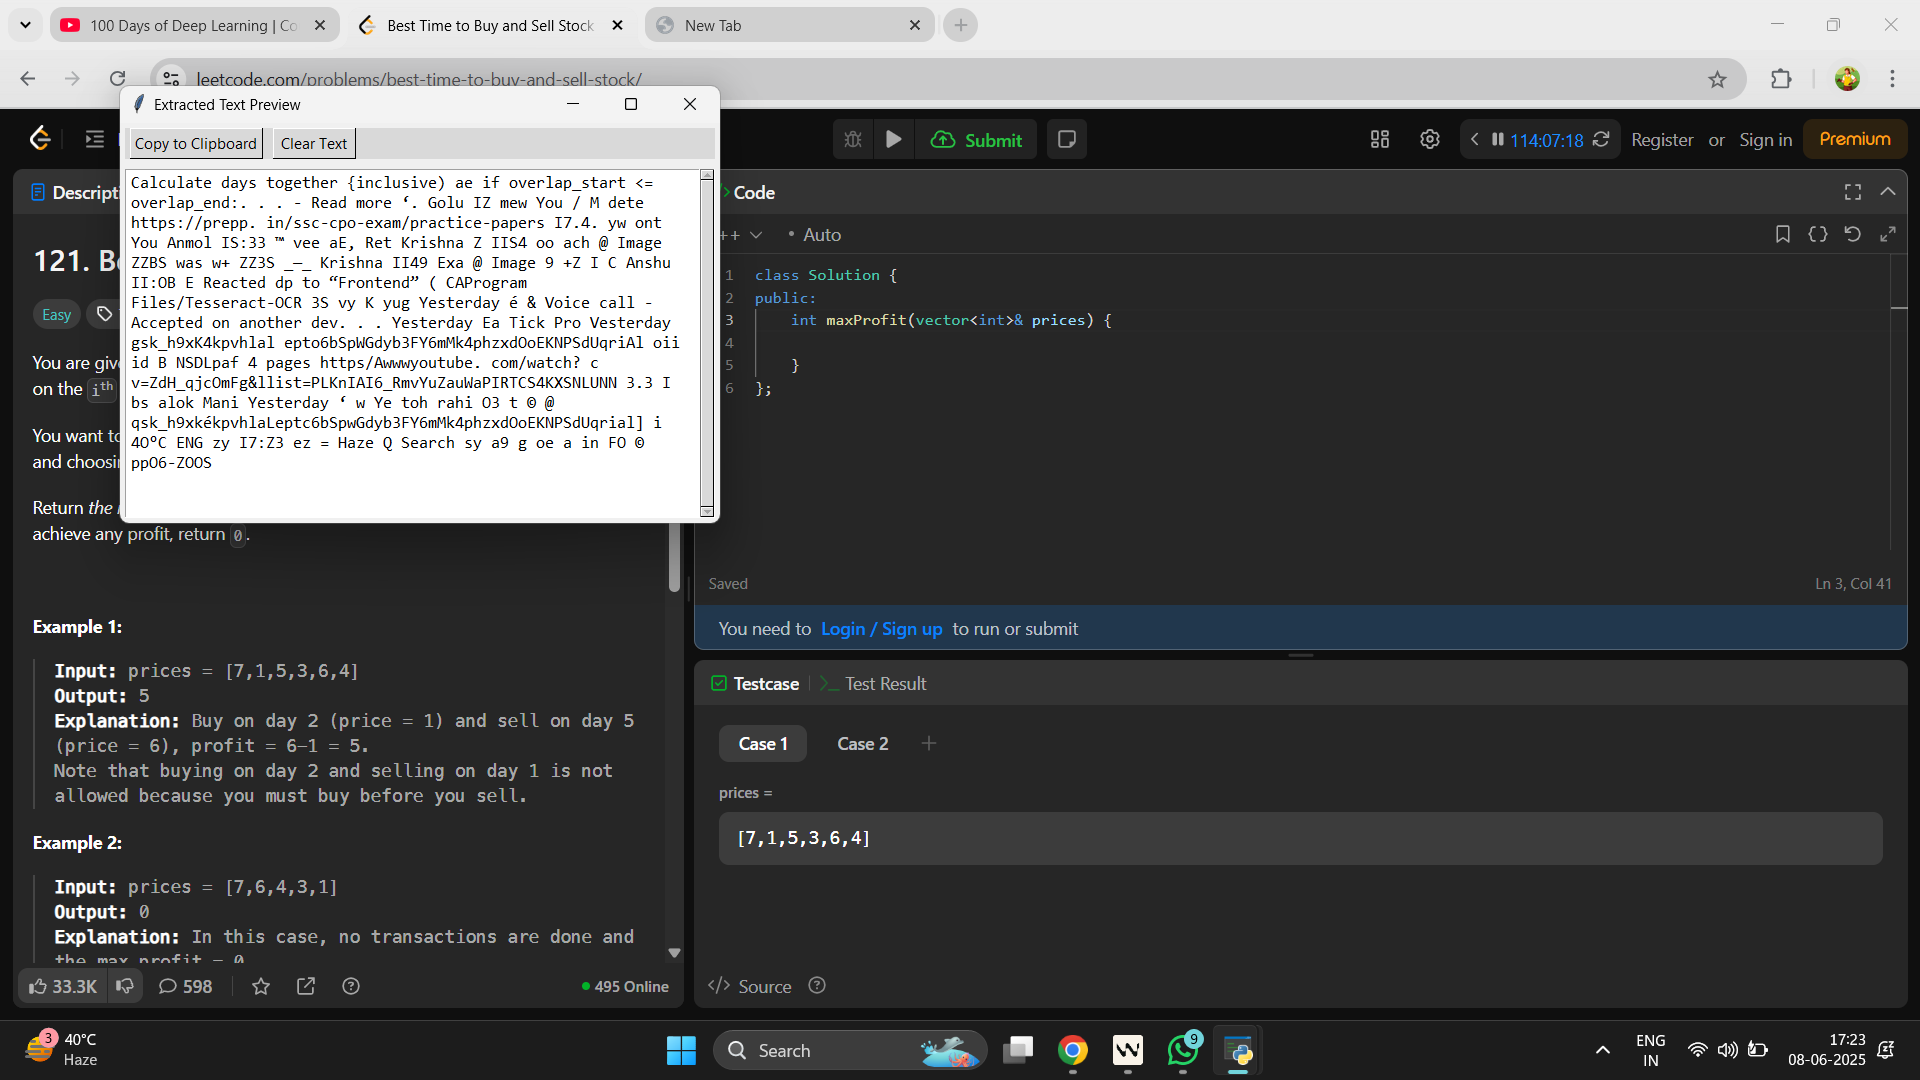 100 Days of Deep Learning | Co
Best Time to Buy and Sell Stock
New Tab
leetcode.com/problems/best-time-to-buy-and-sell-stock/
Extracted Text Preview
Copy to Clipboard
Clear Text
Calculate days together {inclusive) ae if overlap_start <=
overlap_end:. . . - Read more ‘. Golu IZ mew You / M dete
https://prepp. in/ssc-cpo-exam/practice-papers I7.4. yw ont
You Anmol IS:33 ™ vee aE, Ret Krishna Z IIS4 oo ach @ Image
ZZBS was w+ ZZ3S _—_ Krishna II49 Exa @ Image 9 +Z I C Anshu
II:OB E Reacted dp to “Frontend” ( CAProgram
Files/Tesseract-OCR 3S vy K yug Yesterday é & Voice call -
Accepted on another dev. . . Yesterday Ea Tick Pro Vesterday
gsk_h9xK4kpvhlal epto6bSpWGdyb3FY6mMk4phzxdOoEKNPSdUqriAl oii
id B NSDLpaf 4 pages https/Awwwyoutube. com/watch? c
v=ZdH_qjcOmFg&llist=PLKnIAI6_RmvYuZauWaPIRTCS4KXSNLUNN 3.3 I
bs alok Mani Yesterday ‘ w Ye toh rahi O3 t © @
qsk_h9xkékpvhlaLeptc6bSpwGdyb3FY6mMk4phzxdOoEKNPSdUqrial] i
4O°C ENG zy I7:Z3 ez = Haze Q Search sy a9 g oe a in FO ©
ppO6-ZOOS
Submit
114:07:18
Register or Sign in
Premium
Descripti
121. Be
Easy
You are giv
on the ith
You want to
and choosi
Return the
achieve any profit, return 0.
Example 1:
Input: prices = [7,1,5,3,6,4]
Output: 5
Explanation: Buy on day 2 (price = 1) and sell on day 5
(price = 6), profit = 6-1 = 5.
Note that buying on day 2 and selling on day 1 is not
allowed because you must buy before you sell.
Example 2:
Input: prices = [7,6,4,3,1]
Output: 0
Explanation: In this case, no transactions are done and
the max profit = 0.
33.3K
598
495 Online
Code
++
Auto
1 class Solution {
2 public:
3 int maxProfit(vector<int>& prices) {
4
5 }
6 };
Saved
Ln 3, Col 41
You need to Login / Sign up to run or submit
Testcase
Test Result
Case 1
Case 2
prices =
[7,1,5,3,6,4]
Source
3
40°C
Haze
Search
9
ENG
IN
17:23
08-06-2025